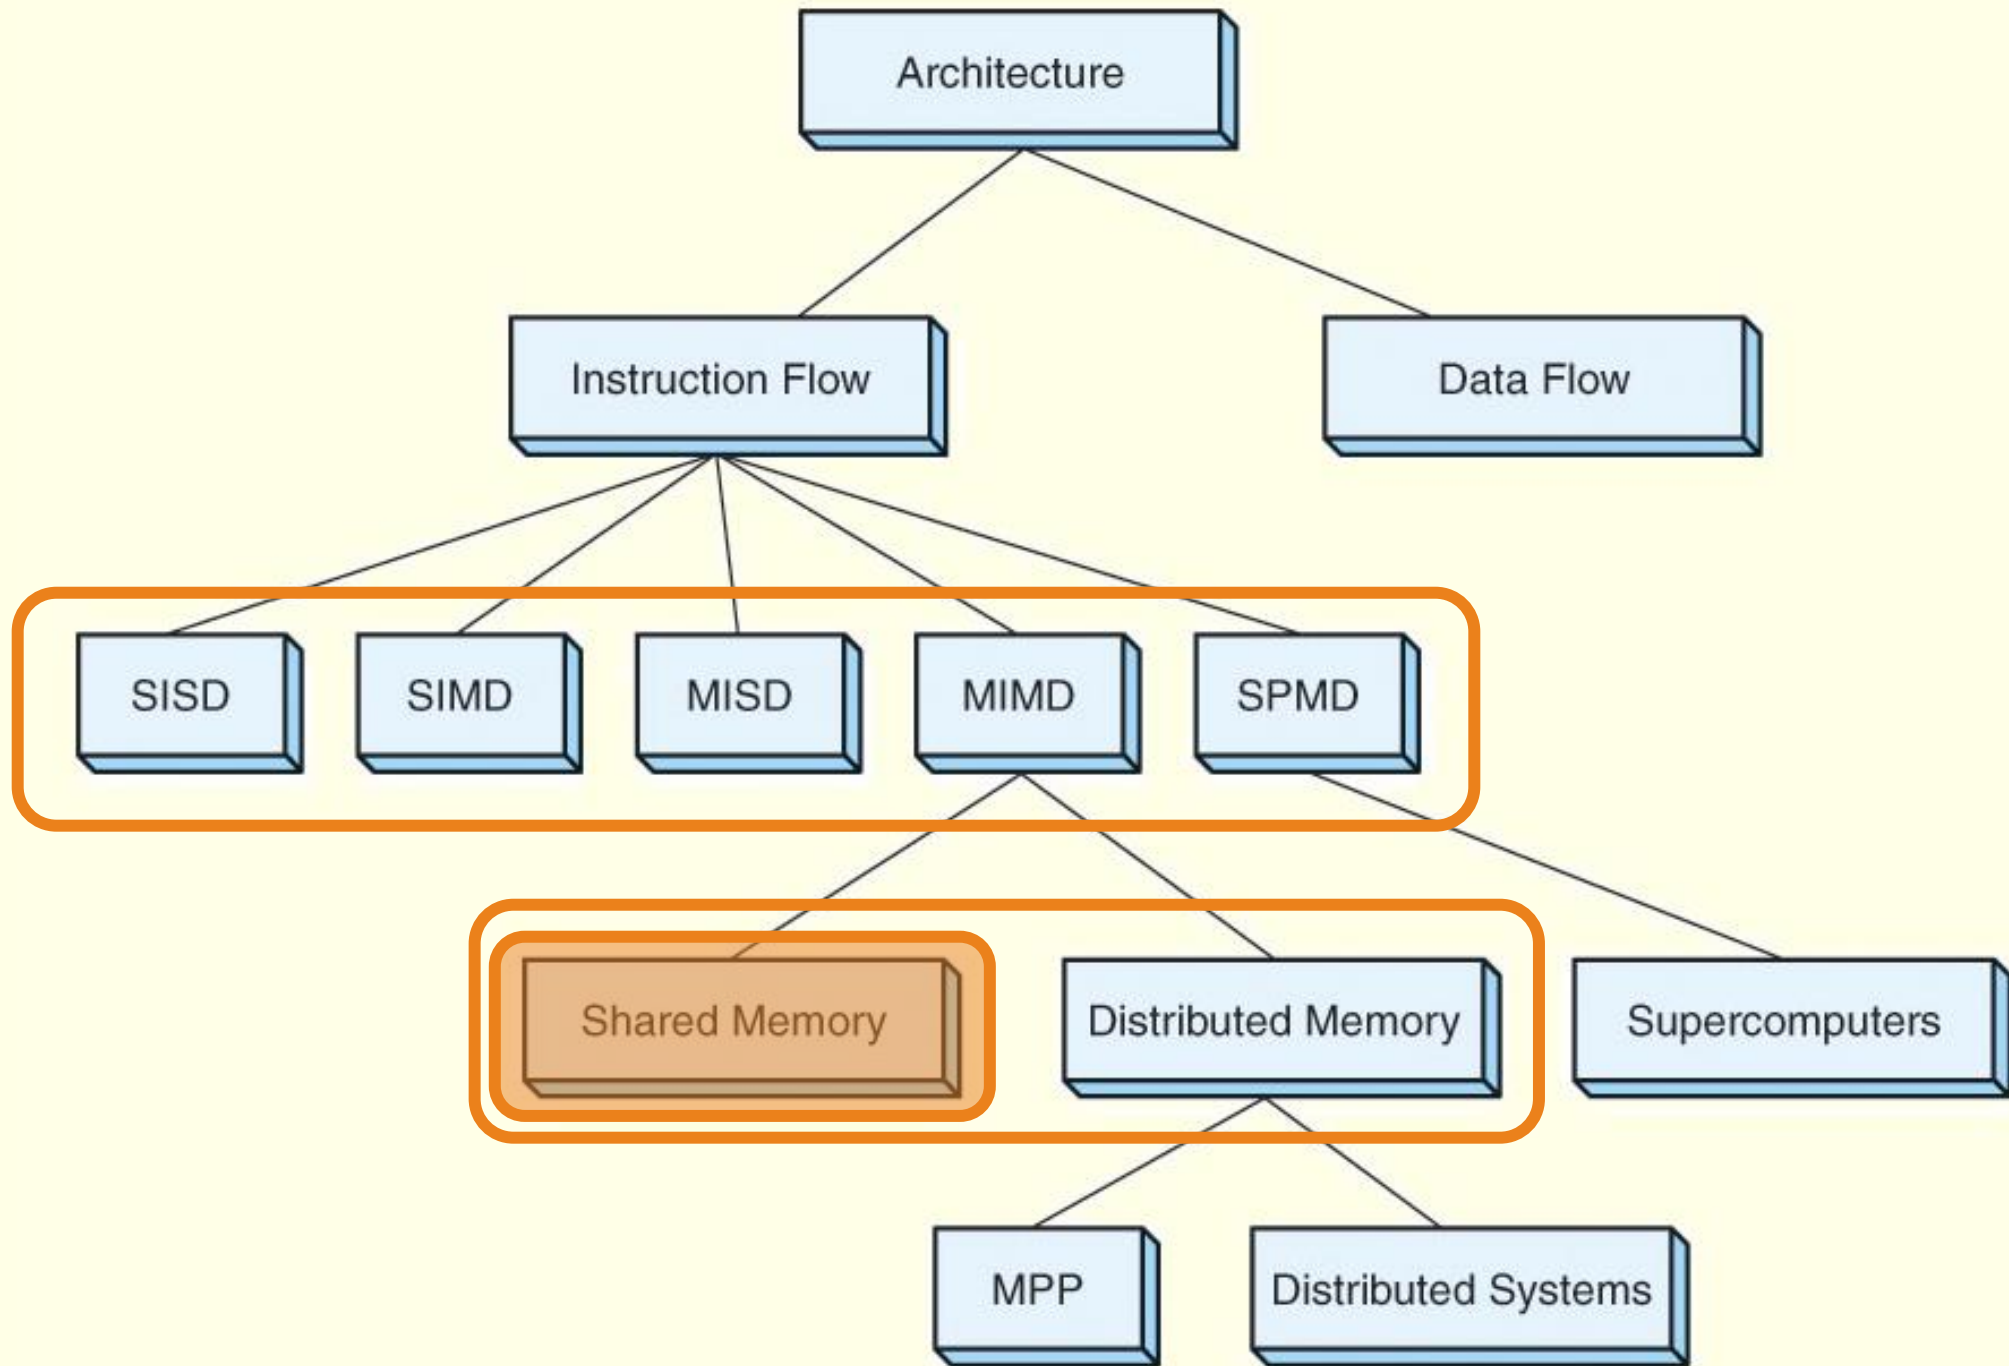 Architecture
Instruction Flow
Data Flow
SISD
SIMD
MISD
MIMD
SPMD
Shared Memory
Distributed Memory
Supercomputers
MPP
Distributed Systems